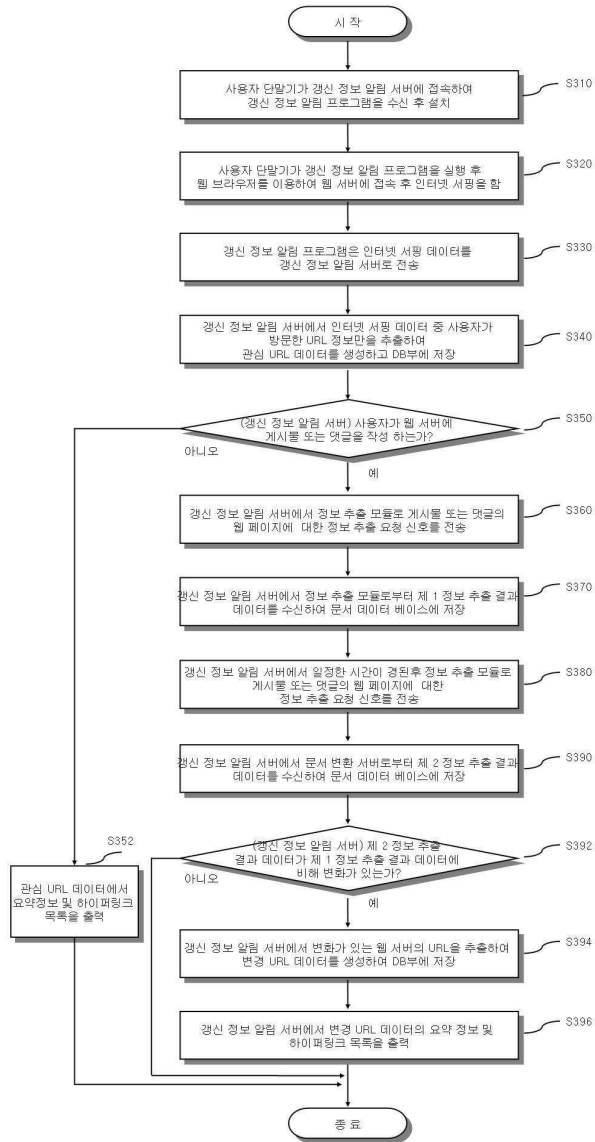 시 작
사용자 단말기가 갱신 정보 알림 서버에 접속하여
갱신 정보 알림 프로그램을 수신 후 설치
S310
사용자 단말기가 갱신 정보 알림 프로그램을 실행 후
웹 브라우저를 이용하여 웹 서버에 접속 후 인터넷 서핑을 함
S320
갱신 정보 알림 프로그램은 인터넷 서핑 데이터를
갱신 정보 알림 서버로 전송
S330
갱신 정보 알림 서버에서 인터넷 서핑 데이터 중 사용자가
방문한 URL 정보만을 추출하여
관심 URL 데이터를 생성하고 DB부에 저장
S340
(갱신 정보 알림 서버) 사용자가 웹 서버에
게시물 또는 댓글을 작성 하는가?
S350
아니오
예
갱신 정보 알림 서버에서 정보 추출 모듈로 게시물 또는 댓글의
웹 페이지에 대한 정보 추출 요청 신호를 전송
S360
갱신 정보 알림 서버에서 정보 추출 모듈로부터 제 1 정보 추출 결과
데이터를 수신하여 문서 데이터 베이스에 저장
S370
갱신 정보 알림 서버에서 일정한 시간이 경된후 정보 추출 모듈로
게시물 또는 댓글의 웹 페이지에 대한
정보 추출 요청 신호를 전송
S380
갱신 정보 알림 서버에서 문서 변환 서버로부터 제 2 정보 추출 결과
데이터를 수신하여 문서 데이터 베이스에 저장
S390
(갱신 정보 알림 서버) 제 2 정보 추출
결과 데이터가 제 1 정보 추출 결과 데이터에
비해 변화가 있는가?
S392
아니오
예
S352
관심 URL 데이터에서
요약정보 및 하이퍼링크
목록을 출력
갱신 정보 알림 서버에서 변화가 있는 웹 서버의 URL을 추출하여
변경 URL 데이터를 생성하여 DB부에 저장
S394
갱신 정보 알림 서버에서 변경 URL 데이터의 요약 정보 및
하이퍼링크 목록을 출력
S396
종 료